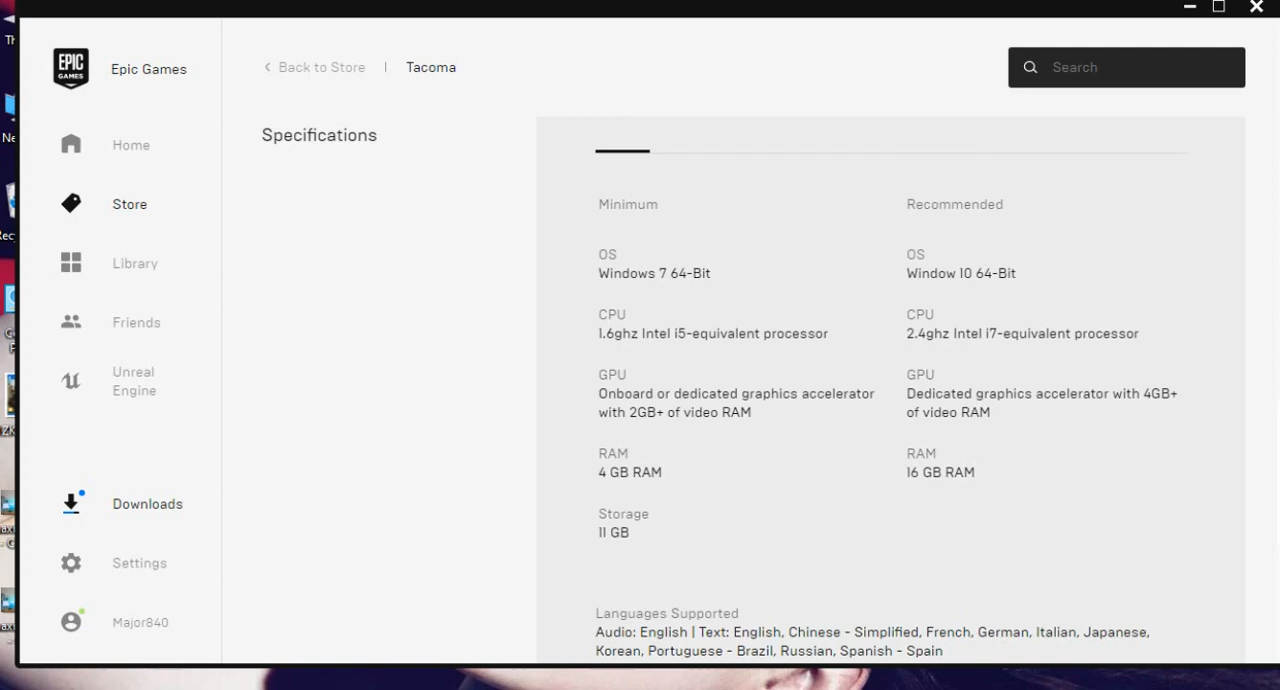 EPIC
GAMES
Epic Games
Back to Store | Tacoma
Search
Home
Store
Library
Friends
Unreal
Engine
Downloads
Settings
Major840
Specifications
Minimum
OS
Windows 7 64-Bit
CPU
1.6ghz Intel i5-equivalent processor
GPU
Onboard or dedicated graphics accelerator
with 2GB+ of video RAM
RAM
4 GB RAM
Storage
11 GB
Recommended
OS
Window 10 64-Bit
CPU
2.4ghz Intel i7-equivalent processor
GPU
Dedicated graphics accelerator with 4GB+
of video RAM
RAM
16 GB RAM
Languages Supported
Audio: English | Text: English, Chinese - Simplified, French, German, Italian, Japanese,
Korean, Portuguese - Brazil, Russian, Spanish - Spain